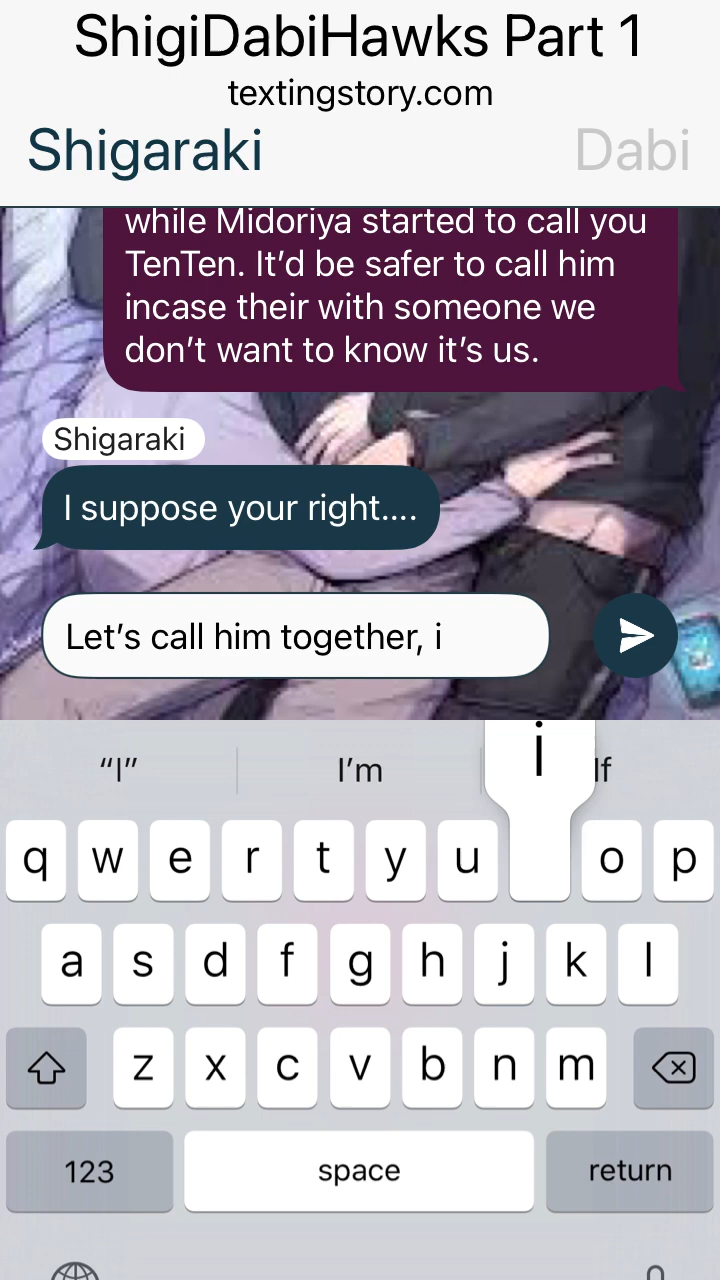 ShigiDabiHawks Part 1
textingstory.com
Shigaraki Dabi
while Midoriya started to call you
TenTen. It’d be safer to call him
incase their with someone we
don’t want to know it’s us.
Shigaraki
I suppose your right....
Let’s call him together, i
“I” I’m If
i
q w e r t y u o p
a s d f g h j k l
z x c v b n m
123 space return